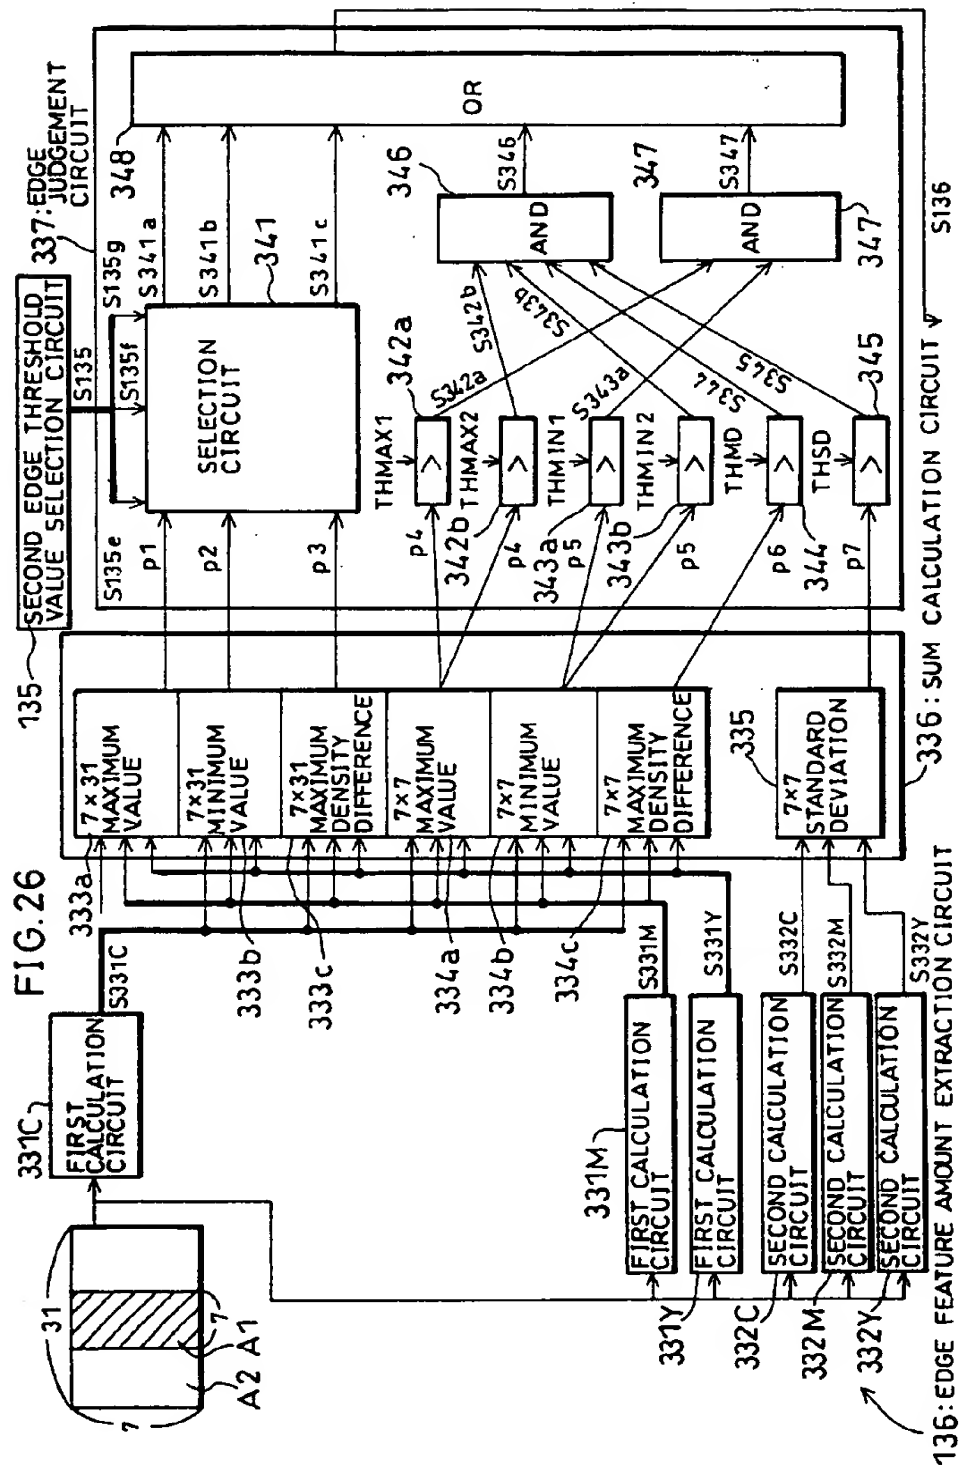 FIG. 26
31
7
7
A1
A2
331C
FIRST
CALCULATION
CIRCUIT
S331C
331M
FIRST CALCULATION
CIRCUIT
S331M
331Y
FIRST CALCULATION
CIRCUIT
S331Y
332C
SECOND CALCULATION
CIRCUIT
S332C
332M
SECOND CALCULATION
CIRCUIT
S332M
332Y
SECOND CALCULATION
CIRCUIT
S332Y
136:EDGE FEATURE AMOUNT EXTRACTION CIRCUIT
333a
7×31
MAXIMUM
VALUE
333b
7×31
MINIMUM
VALUE
333c
7×31
MAXIMUM
DENSITY
DIFFERENCE
334a
7×7
MAXIMUM
VALUE
334b
7×7
MINIMUM
VALUE
334c
7×7
MAXIMUM
DENSITY
DIFFERENCE
335
7×7
STANDARD
DEVIATION
336:SUM CALCULATION CIRCUIT
135
SECOND EDGE THRESHOLD
VALUE SELECTION CIRCUIT
S135
S135e
S135f
S135g
337:EDGE
JUDGEMENT
CIRCUIT
p1
p2
p3
SELECTION
CIRCUIT
341
S341a
S341b
S341c
348
OR
THMAX1
p4
>
342a
S342a
THMAX2
342b
p4
>
S342b
THMIN1
343a
p5
>
S343a
THMIN2
343b
p5
>
S343b
THMD
p6
344
>
S344
THSD
p7
>
345
S345
346
AND
S346
347
AND
S347
347
S136